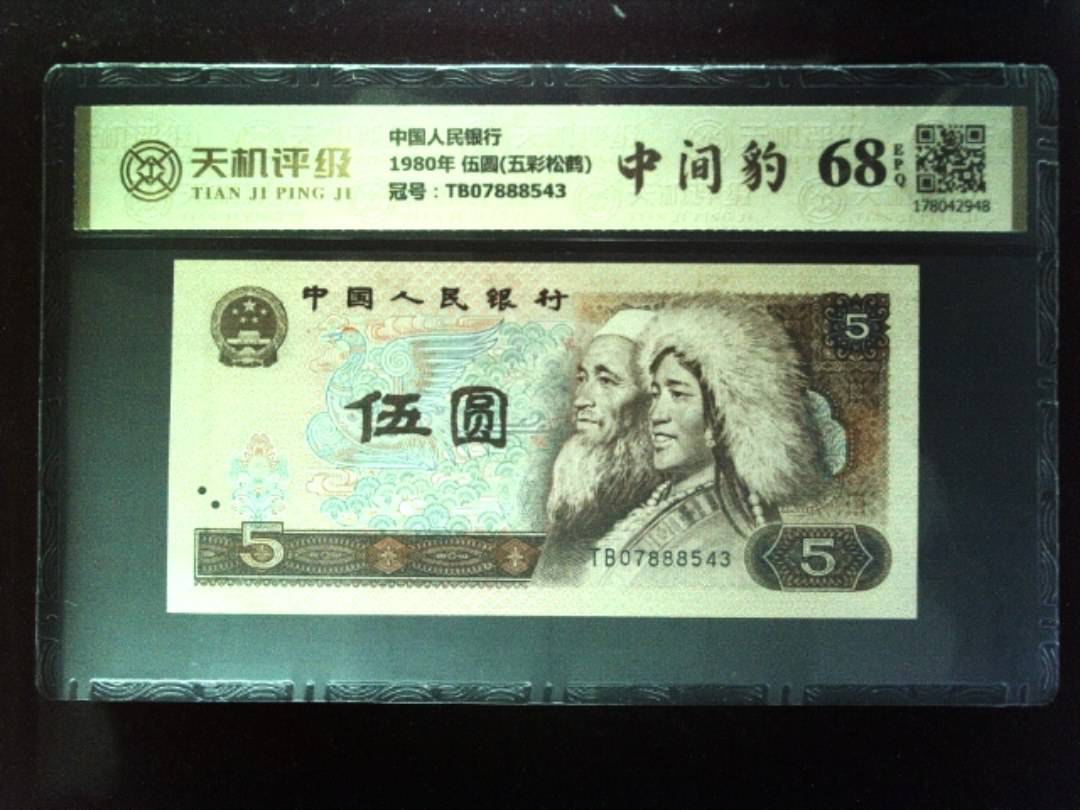 天机评级
TIAN JI PING JI
中国人民银行
1980年 伍圆(五彩松鹤)
冠号：TB07888543
中间豹
68
EPQ
178042948
中国人民银行
5
伍圆
5
TB07888543
5